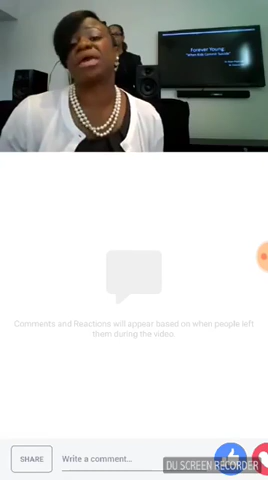 Forever Young
"When Kids Commit Suicide"
Comments and Reactions will appear based on when people left
them during the video.
SHARE
Write a comment...
DU SCREEN RECORDER